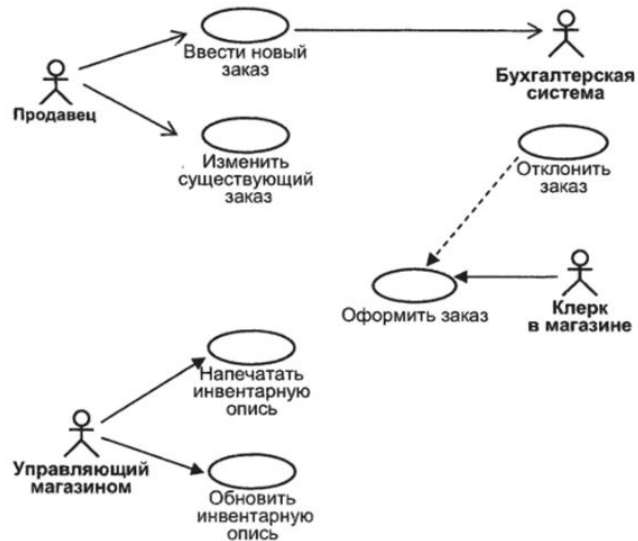 Ввести новый
заказ
Бухгалтерская
система
Продавец
Изменить
существующий
заказ
Отклонить
заказ
Оформить заказ
Клерк
в магазине
Напечатать
инвентарную
опись
Управляющий
магазином
Обновить
инвентарную
опись